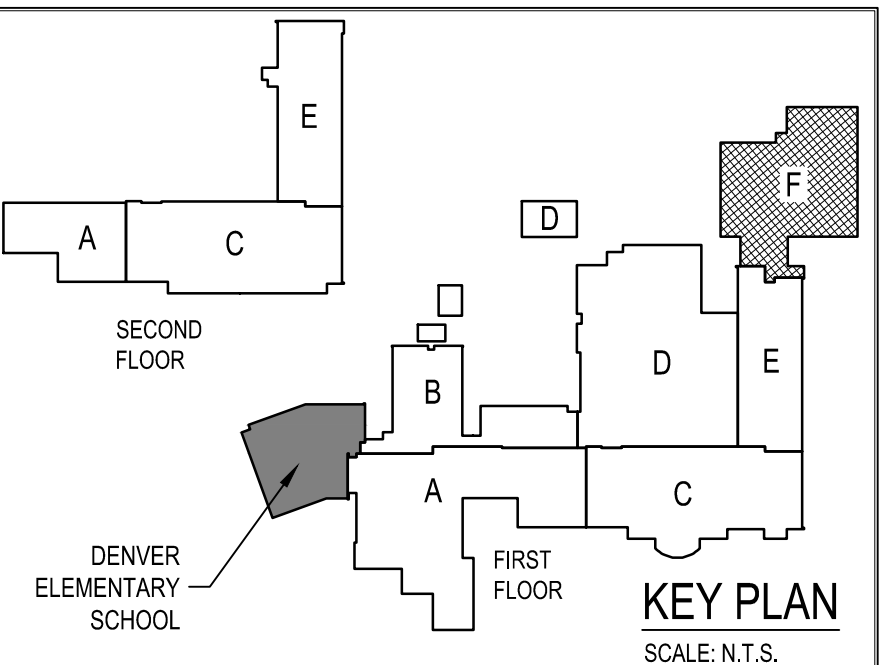 E
A
C
SECOND
FLOOR
F
D
B
D
E
A
C
DENVER
ELEMENTARY
SCHOOL
FIRST
FLOOR
KEY PLAN
SCALE: N.T.S.